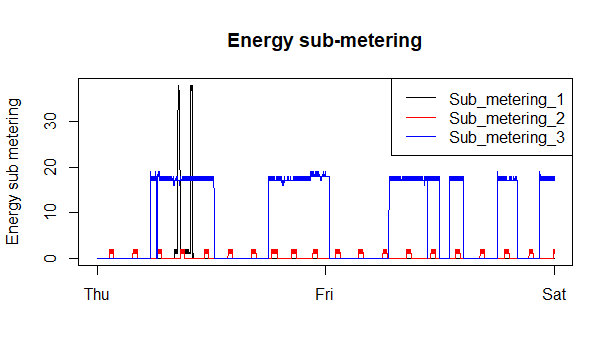 Energy sub-metering
Energy sub metering
30
20
10
0
Sub_metering_1
Sub_metering_2
Sub_metering_3
Thu
Fri
Sat